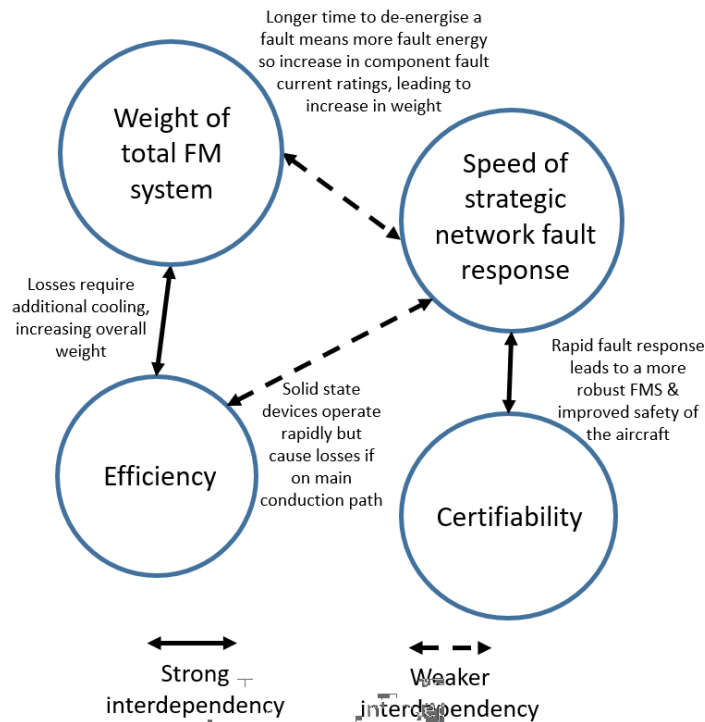 Longer time to de-energise a
fault means more fault energy
so increase in component fault
current ratings, leading to
increase in weight
Weight of
total FM
system
Speed of
strategic
network fault
response
Losses require
additional cooling,
increasing overall
weight
Rapid fault response
leads to a more
robust FMS &
improved safety of
the aircraft
Solid state
devices operate
rapidly but
cause losses if
on main
conduction path
Efficiency
Certifiability
Strong
interdependency
Weaker
interdependency